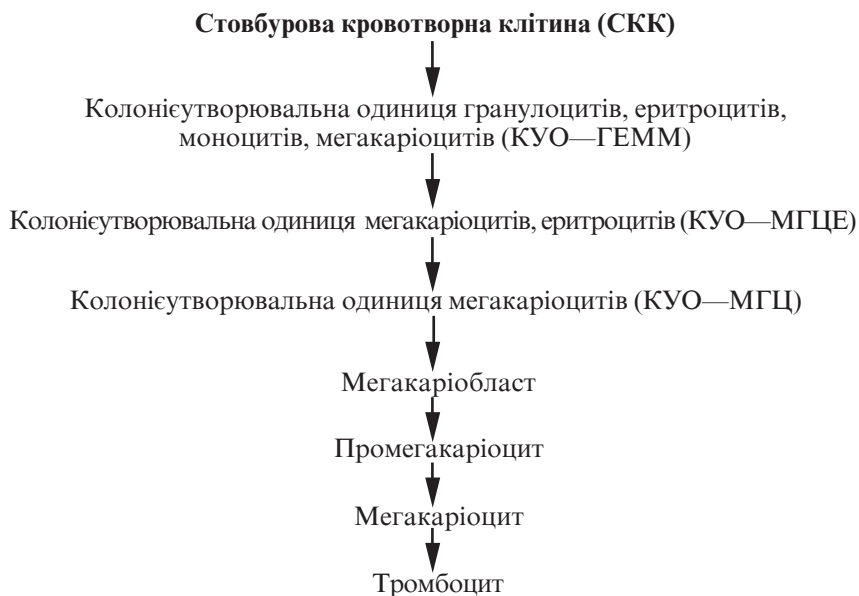 Стовбурова кровотворна клітина (СКК)
Колонієутворювальна одиниця гранулоцитів, еритроцитів,
моноцитів, мегакаріоцитів (КУО—ГЕММ)
Колонієутворювальна одиниця мегакаріоцитів, еритроцитів (КУО—МГЦЕ)
Колонієутворювальна одиниця мегакаріоцитів (КУО—МГЦ)
Мегакаріобласт
Промегакаріоцит
Мегакаріоцит
Тромбоцит